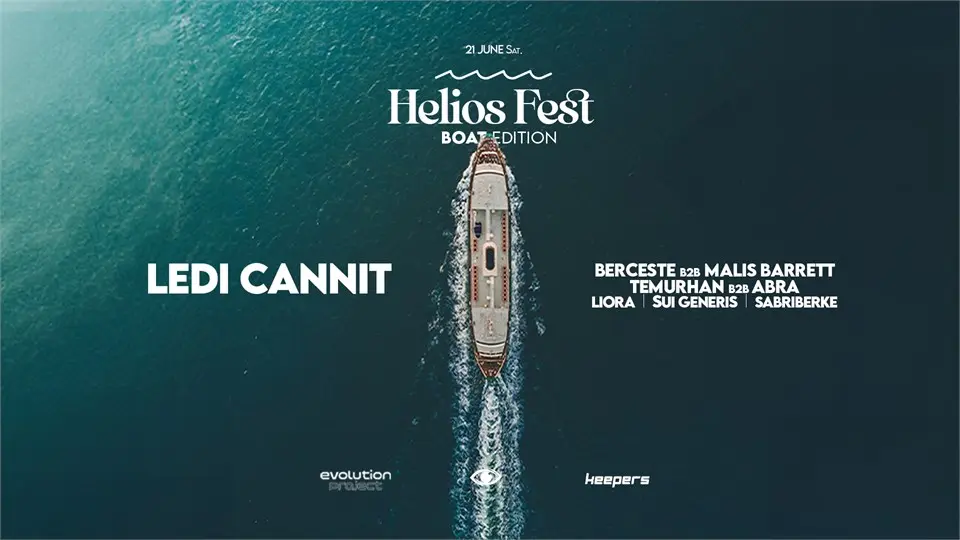 21 JUNE SAT.
Helios Fest
BOAT EDITION
LEDI CANNIT
BERCESTE B2B MALIS BARRETT
TEMURHAN B2B ABRA
LIORA | SUI GENERIS | SABRIBERKE
evolution
project
keepers